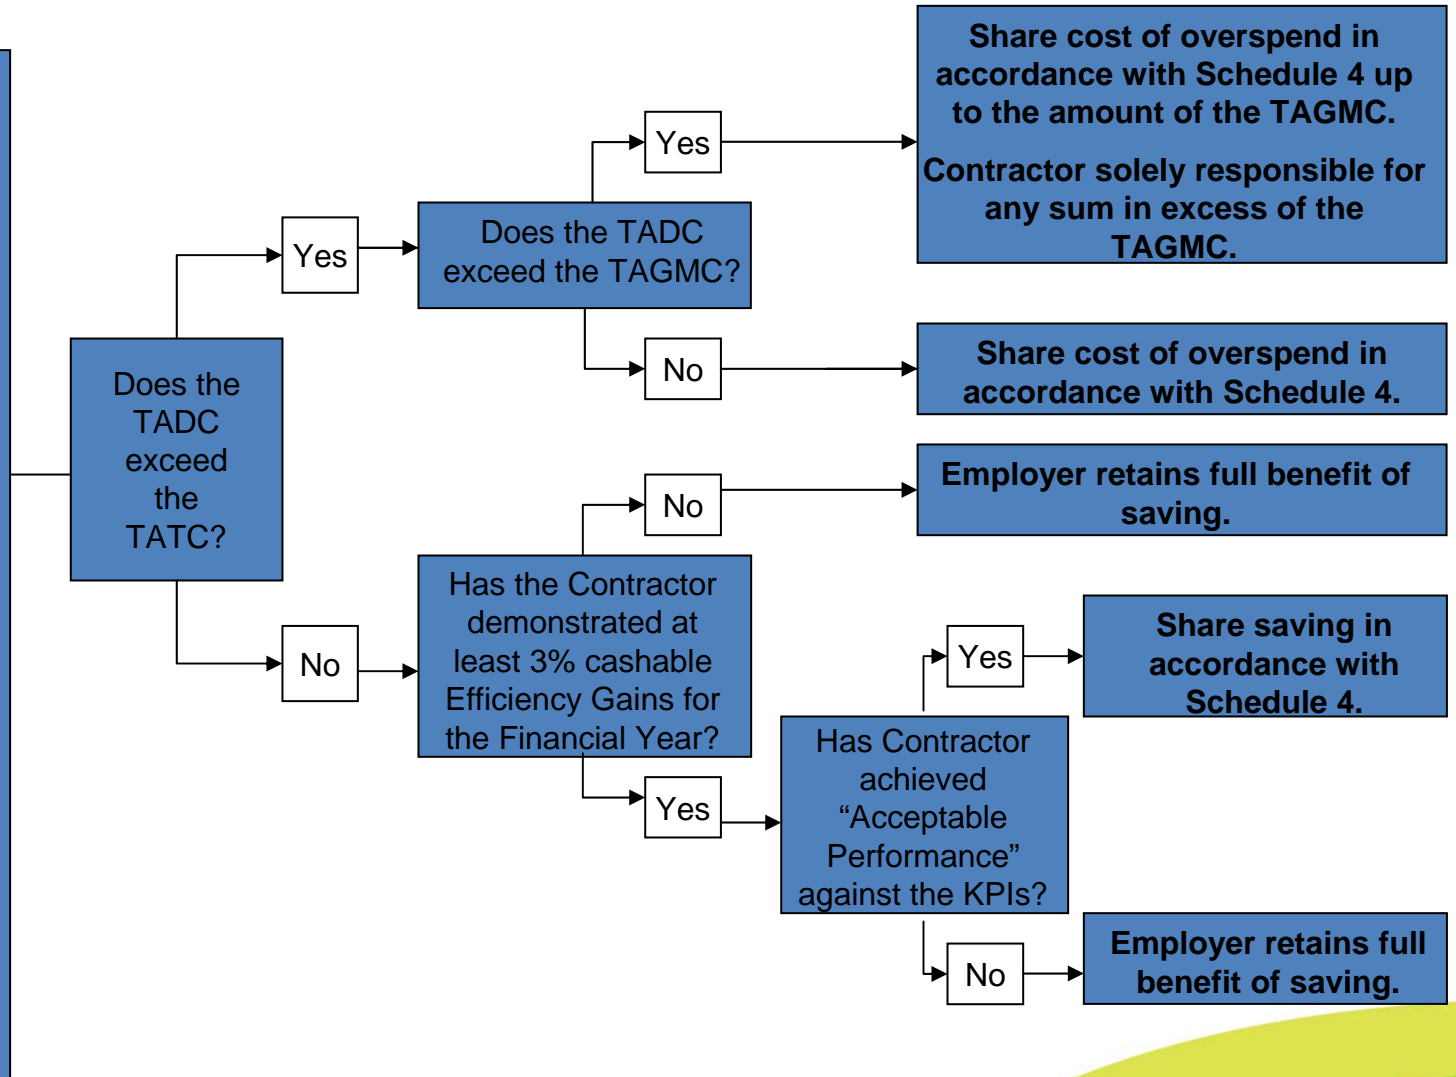 Share cost of overspend in
accordance with Schedule 4 up
to the amount of the TAGMC.
Contractor solely responsible for
any sum in excess of the
TAGMC.
Yes
Does the TADC
exceed the TAGMC?
Yes
No
Share cost of overspend in
accordance with Schedule 4.
Does the
TADC
exceed
the
TATC?
No
Employer retains full benefit of
saving.
No
Has the Contractor
demonstrated at
least 3% cashable
Efficiency Gains for
the Financial Year?
Yes
Share saving in
accordance with
Schedule 4.
Yes
Has Contractor
achieved
“Acceptable
Performance”
against the KPIs?
No
Employer retains full
benefit of saving.